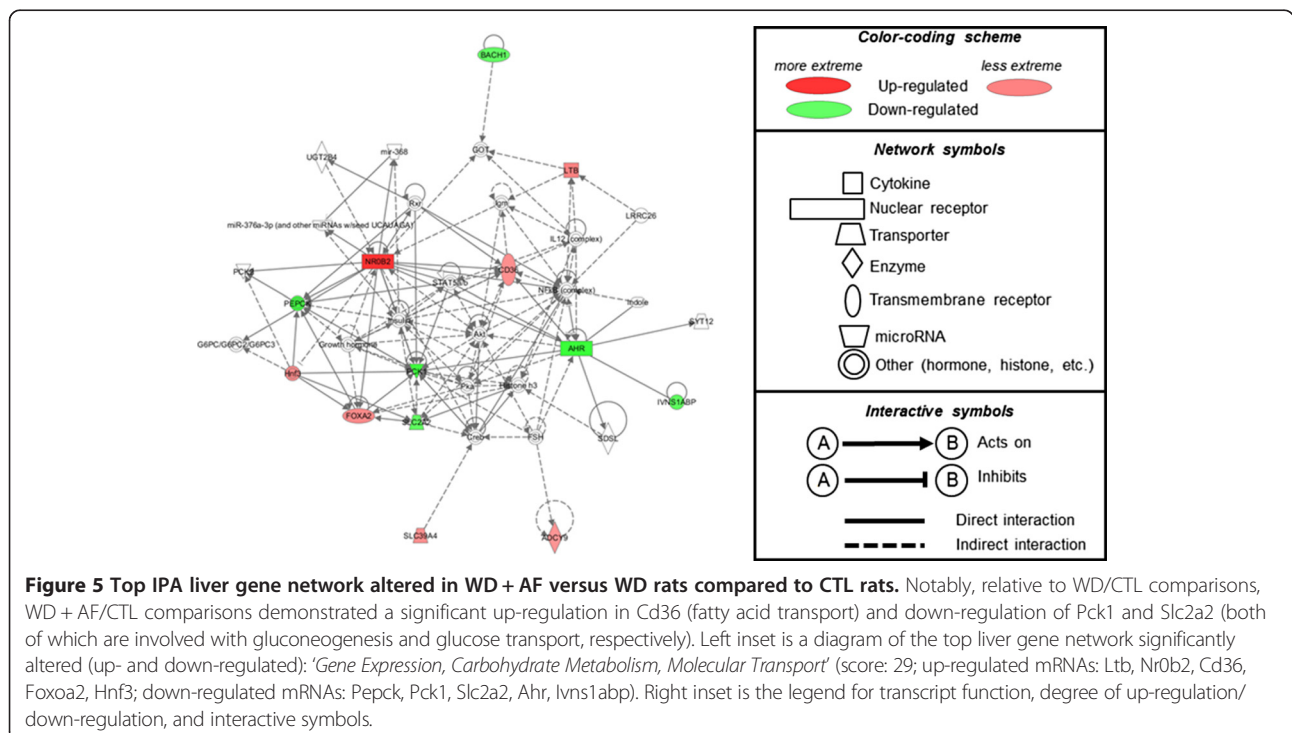 BACH1
UGT2B4
mir-368
GOT
LTB
Rxr
Igm
LRRC26
miR-376a-3p (and other miRNAs w/seed UCAUAGA)
IL12 (complex)
NR0B2
CD36
PCK1
STAT5a/b
NFkB (complex)
PEPCK
Indole
Insulin
SYT12
Akt
G6PC/G6PC2/G6PC3
Growth hormone
AHR
Hnf3
PCK1
Pka
Histone h3
IVNS1ABP
FOXA2
SLC2A2
Creb
FSH
SDSL
SLC39A4
ADCY9
Color-coding scheme
more extreme less extreme
Up-regulated
Down-regulated
Network symbols
Cytokine
Nuclear receptor
Transporter
Enzyme
Transmembrane receptor
microRNA
Other (hormone, histone, etc.)
Interactive symbols
A B Acts on
A B Inhibits
Direct interaction
Indirect interaction
Figure 5 Top IPA liver gene network altered in WD + AF versus WD rats compared to CTL rats. Notably, relative to WD/CTL comparisons,
WD + AF/CTL comparisons demonstrated a significant up-regulation in Cd36 (fatty acid transport) and down-regulation of Pck1 and Slc2a2 (both
of which are involved with gluconeogenesis and glucose transport, respectively). Left inset is a diagram of the top liver gene network significantly
altered (up- and down-regulated): ‘Gene Expression, Carbohydrate Metabolism, Molecular Transport’ (score: 29; up-regulated mRNAs: Ltb, Nr0b2, Cd36,
Foxoa2, Hnf3; down-regulated mRNAs: Pepck, Pck1, Slc2a2, Ahr, Ivns1abp). Right inset is the legend for transcript function, degree of up-regulation/
down-regulation, and interactive symbols.